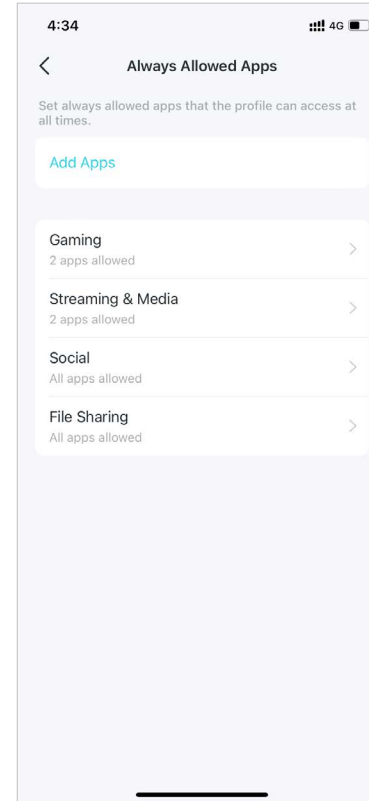 4:34
4G
Always Allowed Apps
Set always allowed apps that the profile can access at
all times.
Add Apps
Gaming
2 apps allowed
Streaming & Media
2 apps allowed
Social
All apps allowed
File Sharing
All apps allowed